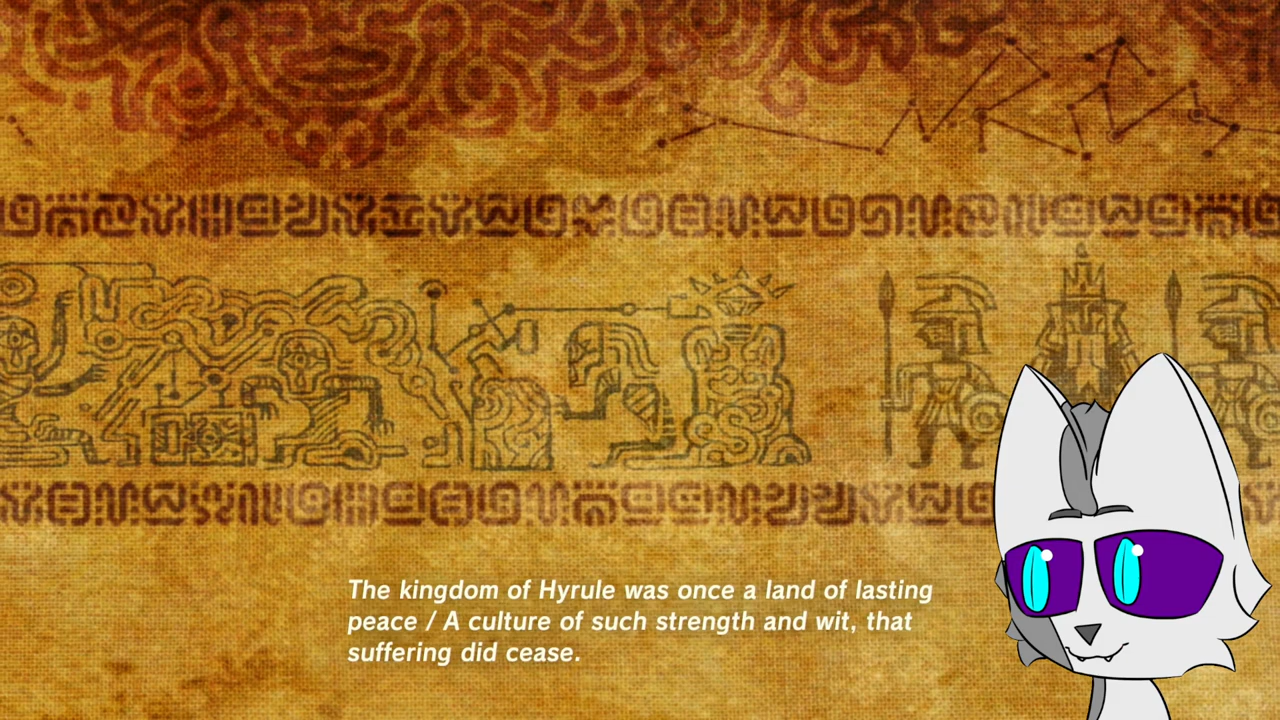 The kingdom of Hyrule was once a land of lasting
peace / A culture of such strength and wit, that
suffering did cease.